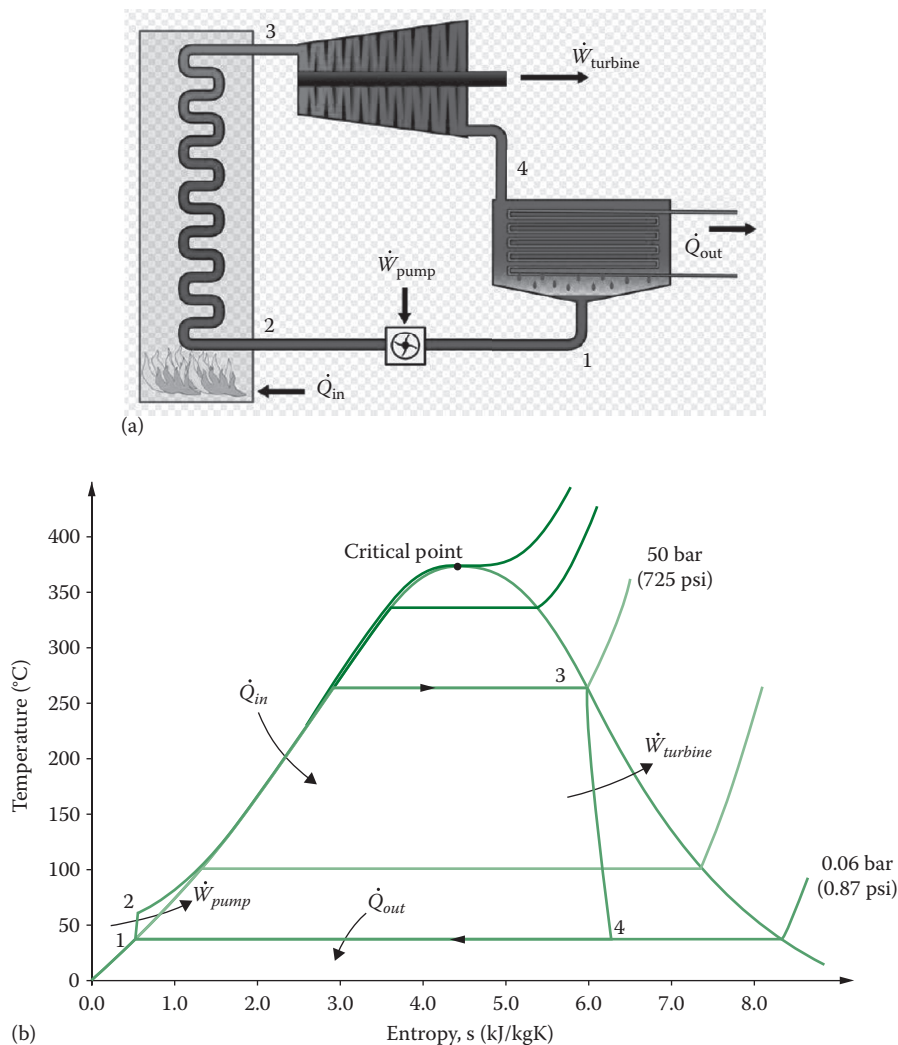 3
Ẇturbine
4
Q̇out
Ẇpump
2
1
Q̇in
(a)
400
Critical point
50 bar
(725 psi)
350
300
3
Q̇in
250
Ẇturbine
200
150
100
0.06 bar
(0.87 psi)
2
Ẇpump
Q̇out
50
1
4
0
Temperature (°C)
0.0 1.0 2.0 3.0 4.0 5.0 6.0 7.0 8.0
(b)
Entropy, s (kJ/kgK)